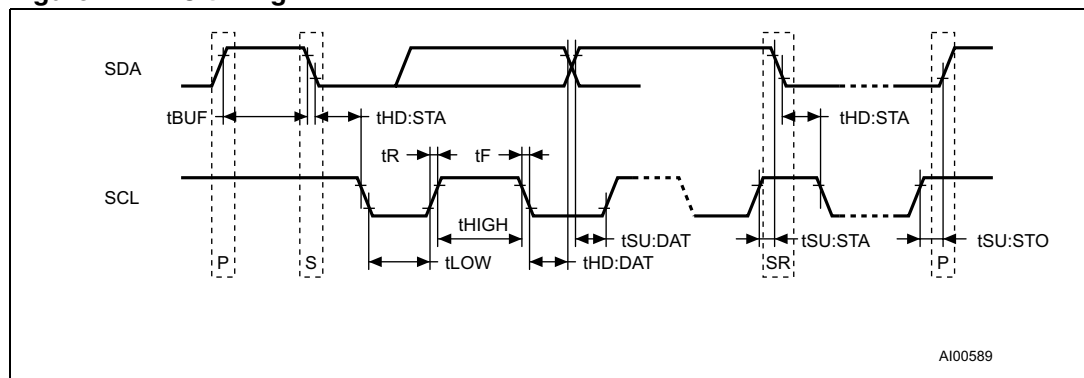 SDA
tBUF
tHD:STA
tHD:STA
tR
tF
SCL
tHIGH
tSU:DAT
tSU:STA
tSU:STO
P
S
tLOW
tHD:DAT
SR
P
AI00589